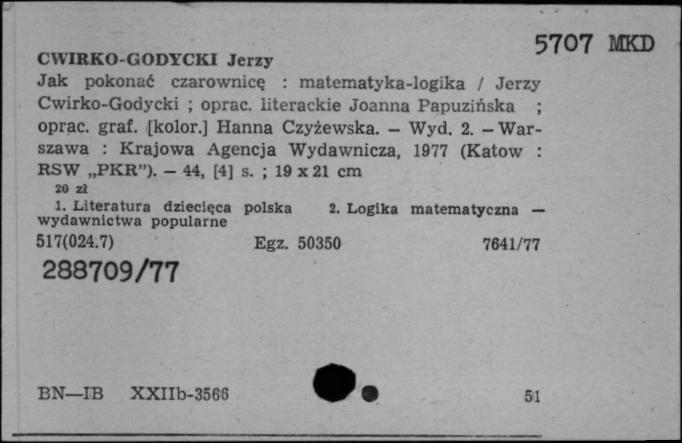 5707 MKD
CWIRKO-GODYCKI Jerzy
Jak pokonać czarownicę : matematyka-logika / Jerzy
Cwirko-Godycki ; oprac. literackie Joanna Papuzińska ;
oprac. graf. [kolor.] Hanna Czyżewska. — Wyd. 2. — War-
szawa : Krajowa Agencja Wydawnicza, 1977 (Katow :
RSW „PKR”). — 44, [4] s. ; 19 x 21 cm
20 zł
1. Literatura dziecięca polska 2. Logika matematyczna —
wydawnictwa popularne
517(024.7) Egz. 50350 7641/77
288709/77
BN—IB XXIIb-3566 51